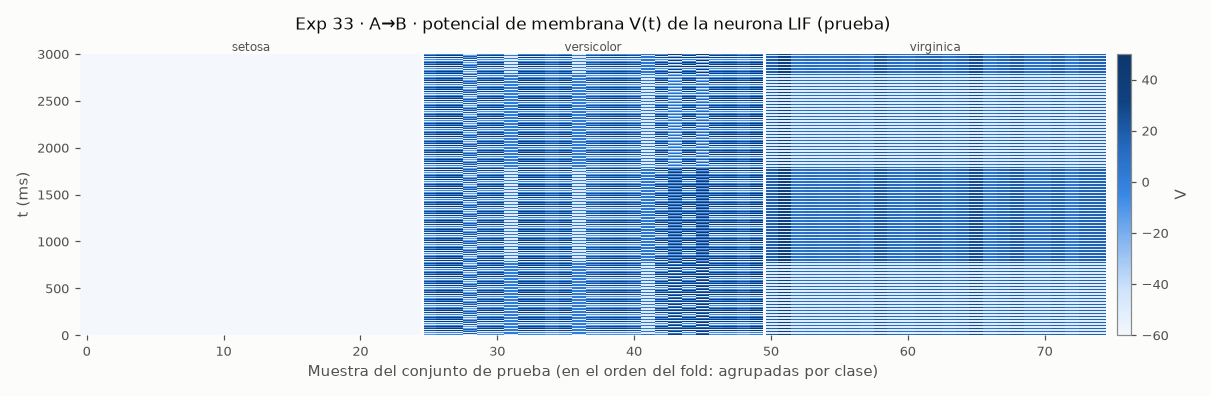 Exp 33 · A→B · potencial de membrana V(t) de la neurona LIF (prueba)
setosa versicolor virginica
3000
2500
2000
1500
1000
500
0
t (ms)
0 10 20 30 40 50 60 70
Muestra del conjunto de prueba (en el orden del fold: agrupadas por clase)
40
20
0
−20
−40
−60
V